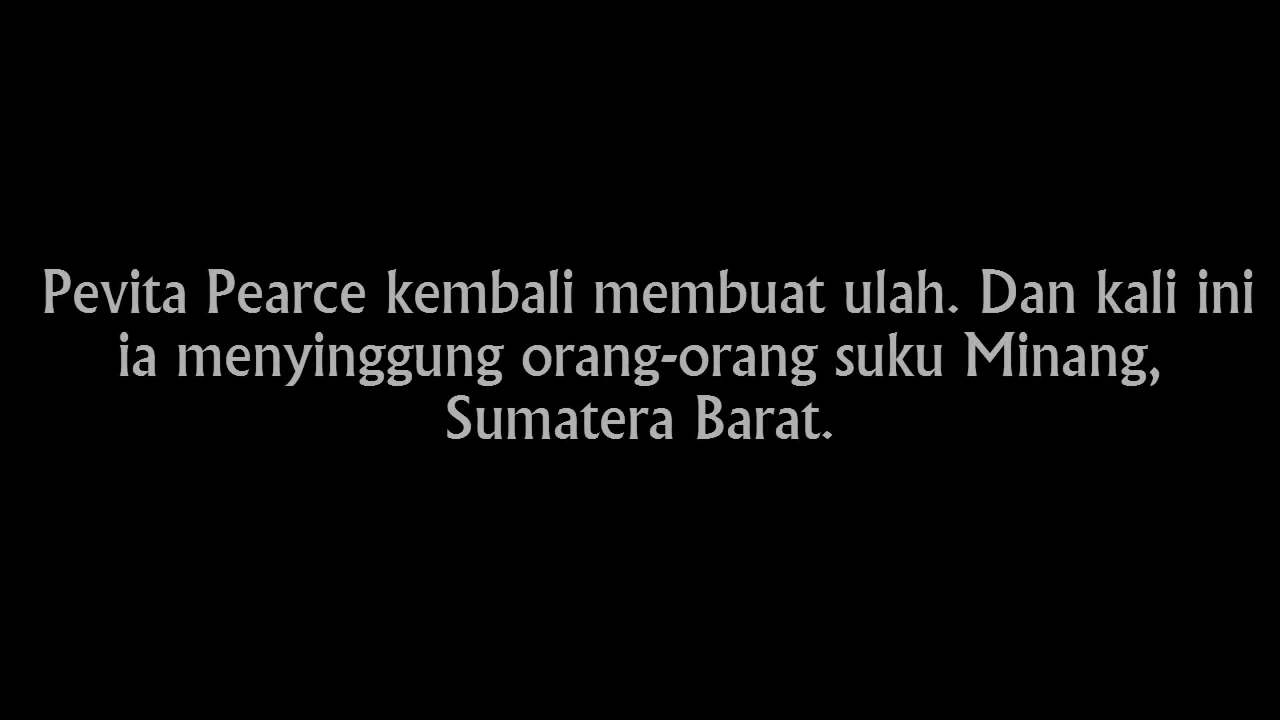 Pevita Pearce kembali membuat ulah. Dan kali ini
ia menyinggung orang-orang suku Minang,
Sumatera Barat.